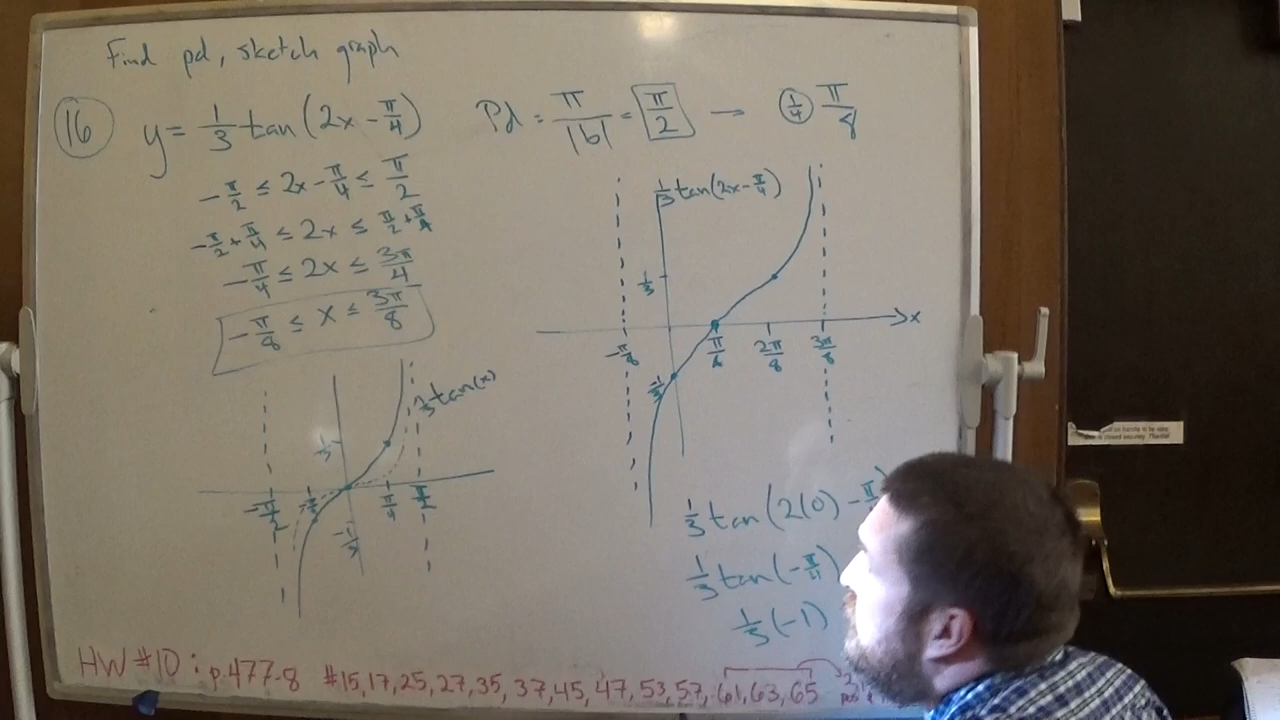 Find pd, sketch graph
16 y = 1/3 tan(2x - π/4) Pd = π/|b| = π/2 → 1/4 π/8
-π/2 ≤ 2x - π/4 ≤ π/2
-π/2 + π/4 ≤ 2x ≤ π/2 + π/4
-π/4 ≤ 2x ≤ 3π/4
-π/8 ≤ x ≤ 3π/8
1/3 tan(2x - π/4)
1/3
x
-π/8 π/8 2π/8 3π/8
-1/3
1/3 tan(x)
1/3
-π/2 π/4 π/2
-1/3
1/3 tan(2(0) -
1/3 tan(-π/4)
1/3 (-1)
HW #10: p.477-8 #15, 17, 25, 27, 35, 37, 45, 47, 53, 57, 61, 63, 65